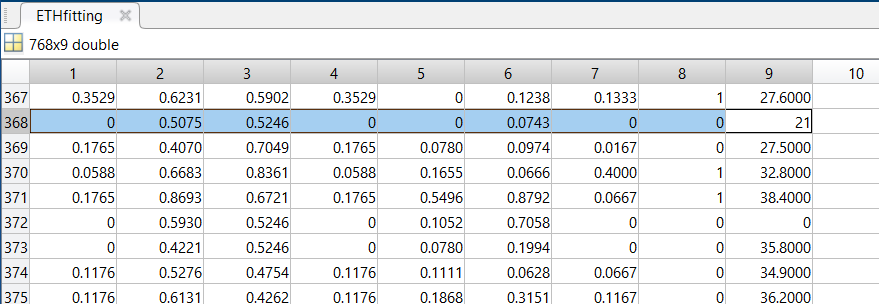 ETHfitting
768x9 double
1 2 3 4 5 6 7 8 9 10
367 0.3529 0.6231 0.5902 0.3529 0 0.1238 0.1333 1 27.6000
368 0 0.5075 0.5246 0 0 0.0743 0 0 21
369 0.1765 0.4070 0.7049 0.1765 0.0780 0.0974 0.0167 0 27.5000
370 0.0588 0.6683 0.8361 0.0588 0.1655 0.0666 0.4000 1 32.8000
371 0.1765 0.8693 0.6721 0.1765 0.5496 0.8792 0.0667 1 38.4000
372 0 0.5930 0.5246 0 0.1052 0.7058 0 0 0
373 0 0.4221 0.5246 0 0.0780 0.1994 0 0 35.8000
374 0.1176 0.5276 0.4754 0.1176 0.1111 0.0628 0.0667 0 34.9000
375 0.1176 0.6131 0.4262 0.1176 0.1868 0.3151 0.1167 0 36.2000